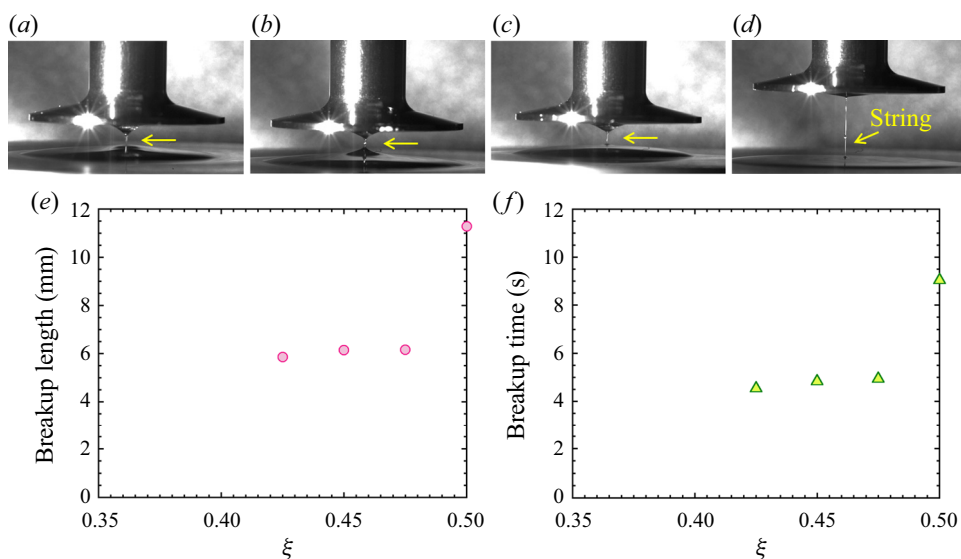 (a)
(b)
(c)
(d)
String
(e)
(f)
12
10
8
6
4
2
0
Breakup length (mm)
0.35
0.40
0.45
0.50
ξ
12
10
8
6
4
2
0
Breakup time (s)
0.35
0.40
0.45
0.50
ξ